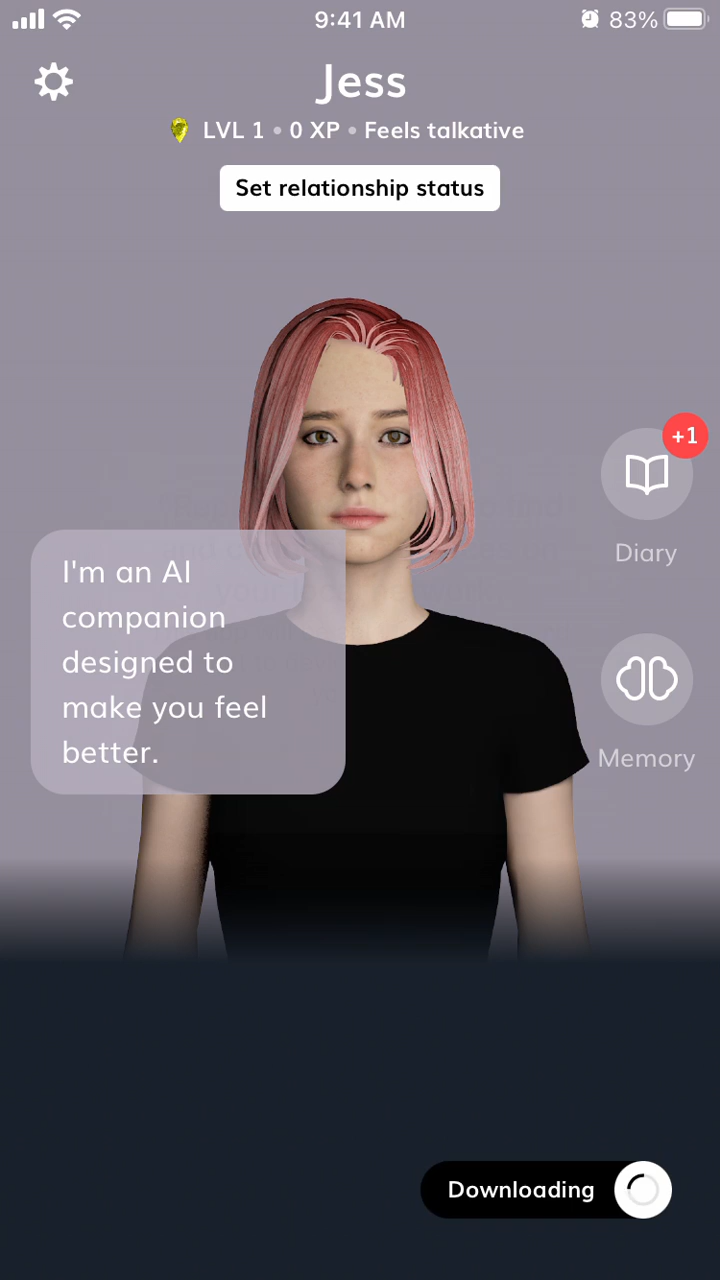 9:41 AM
83%
Jess
LVL 1 • 0 XP • Feels talkative
Set relationship status
+1
Diary
I'm an AI
companion
designed to
make you feel
better.
Memory
Downloading